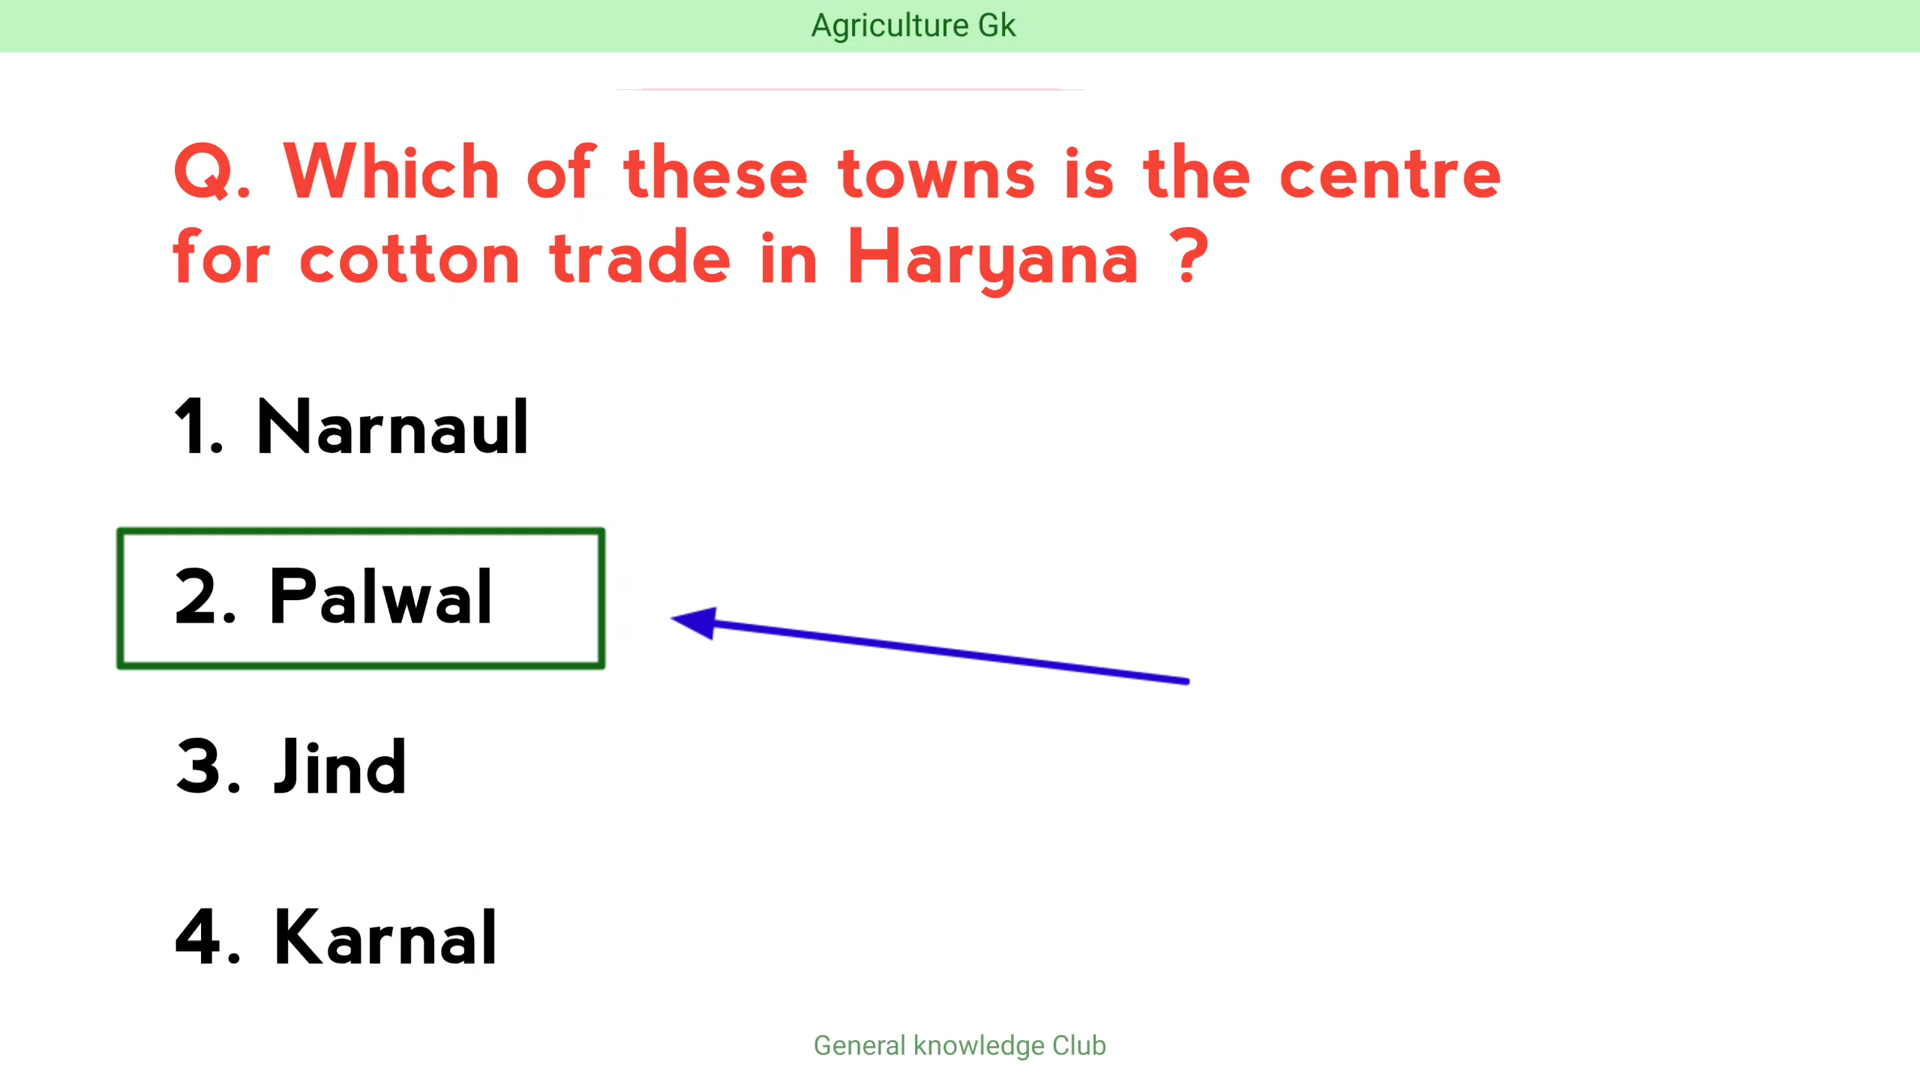 Agriculture Gk
Q. Which of these towns is the centre
for cotton trade in Haryana ?
1. Narnaul
2. Palwal
3. Jind
4. Karnal
General knowledge Club